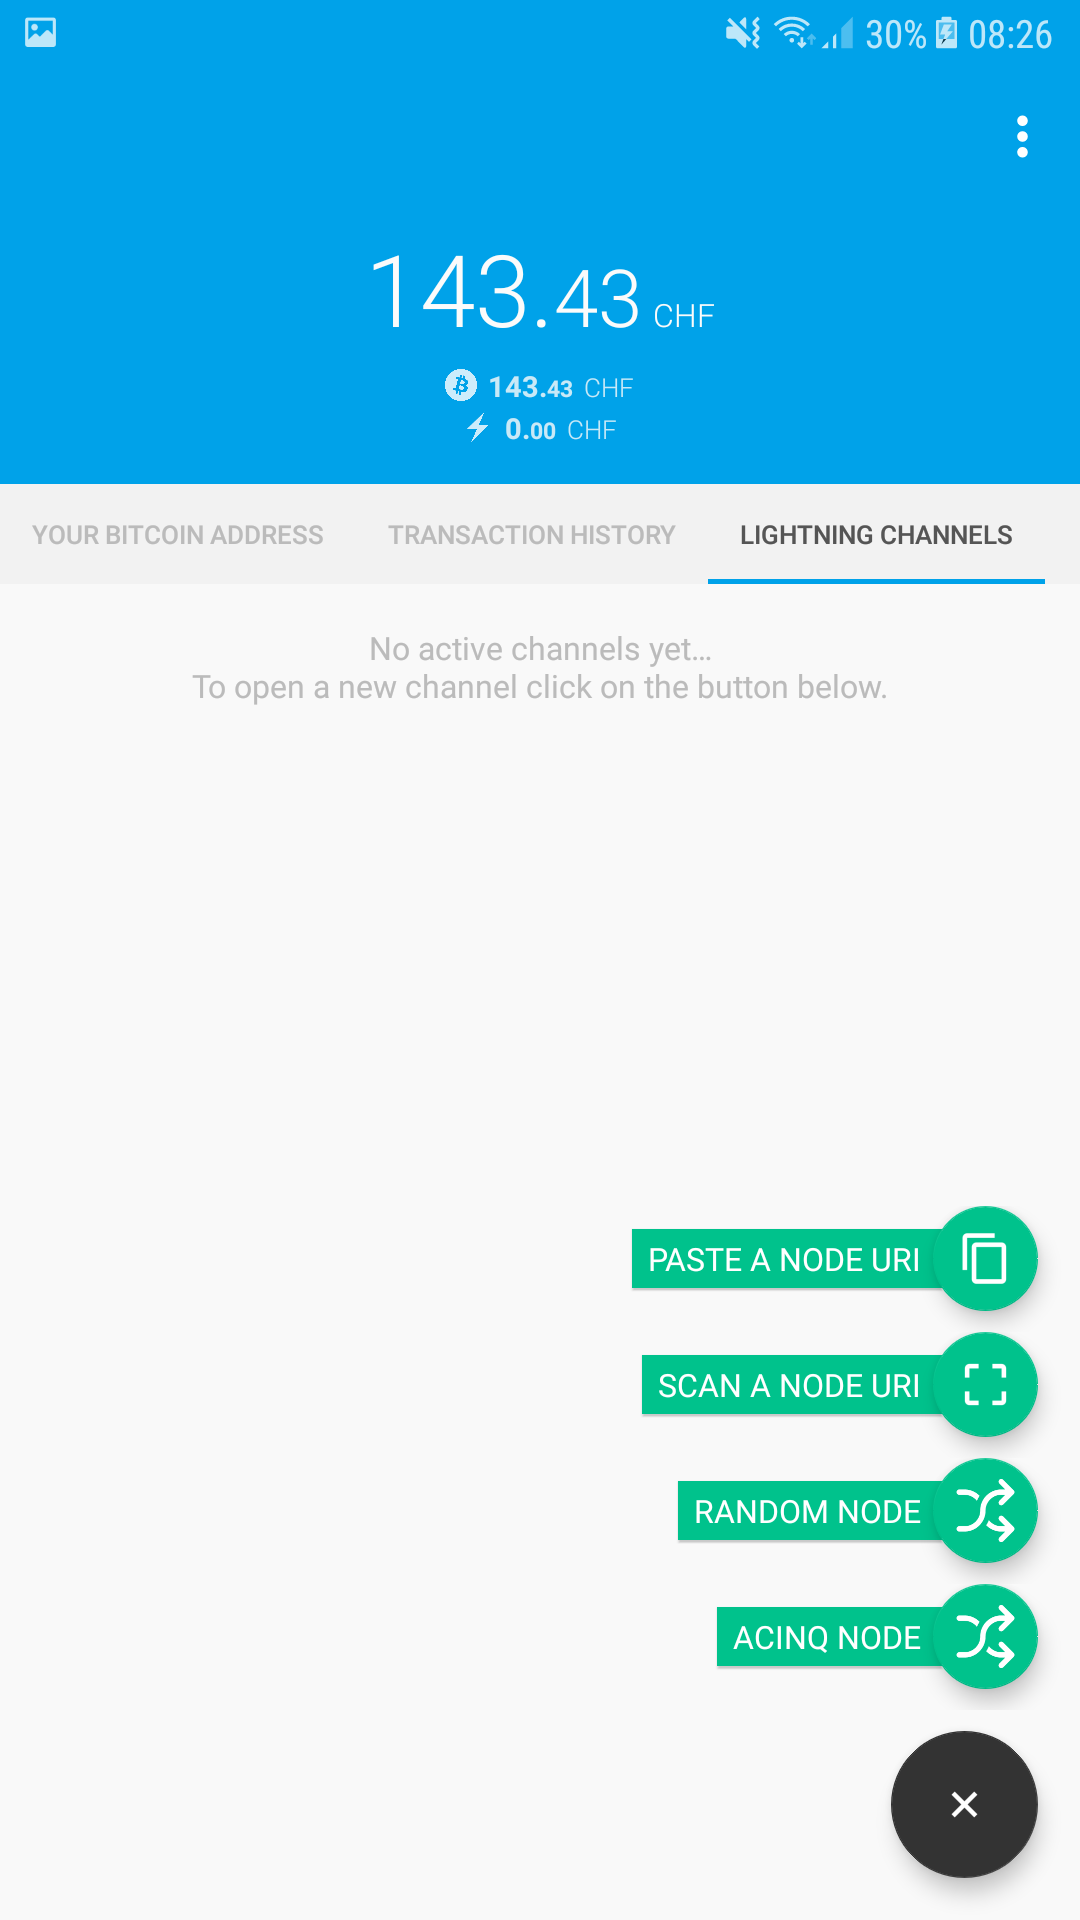 30% 08:26
143.43 CHF
143.43 CHF
0.00 CHF
YOUR BITCOIN ADDRESS TRANSACTION HISTORY LIGHTNING CHANNELS
No active channels yet...
To open a new channel click on the button below.
PASTE A NODE URI
SCAN A NODE URI
RANDOM NODE
ACINQ NODE